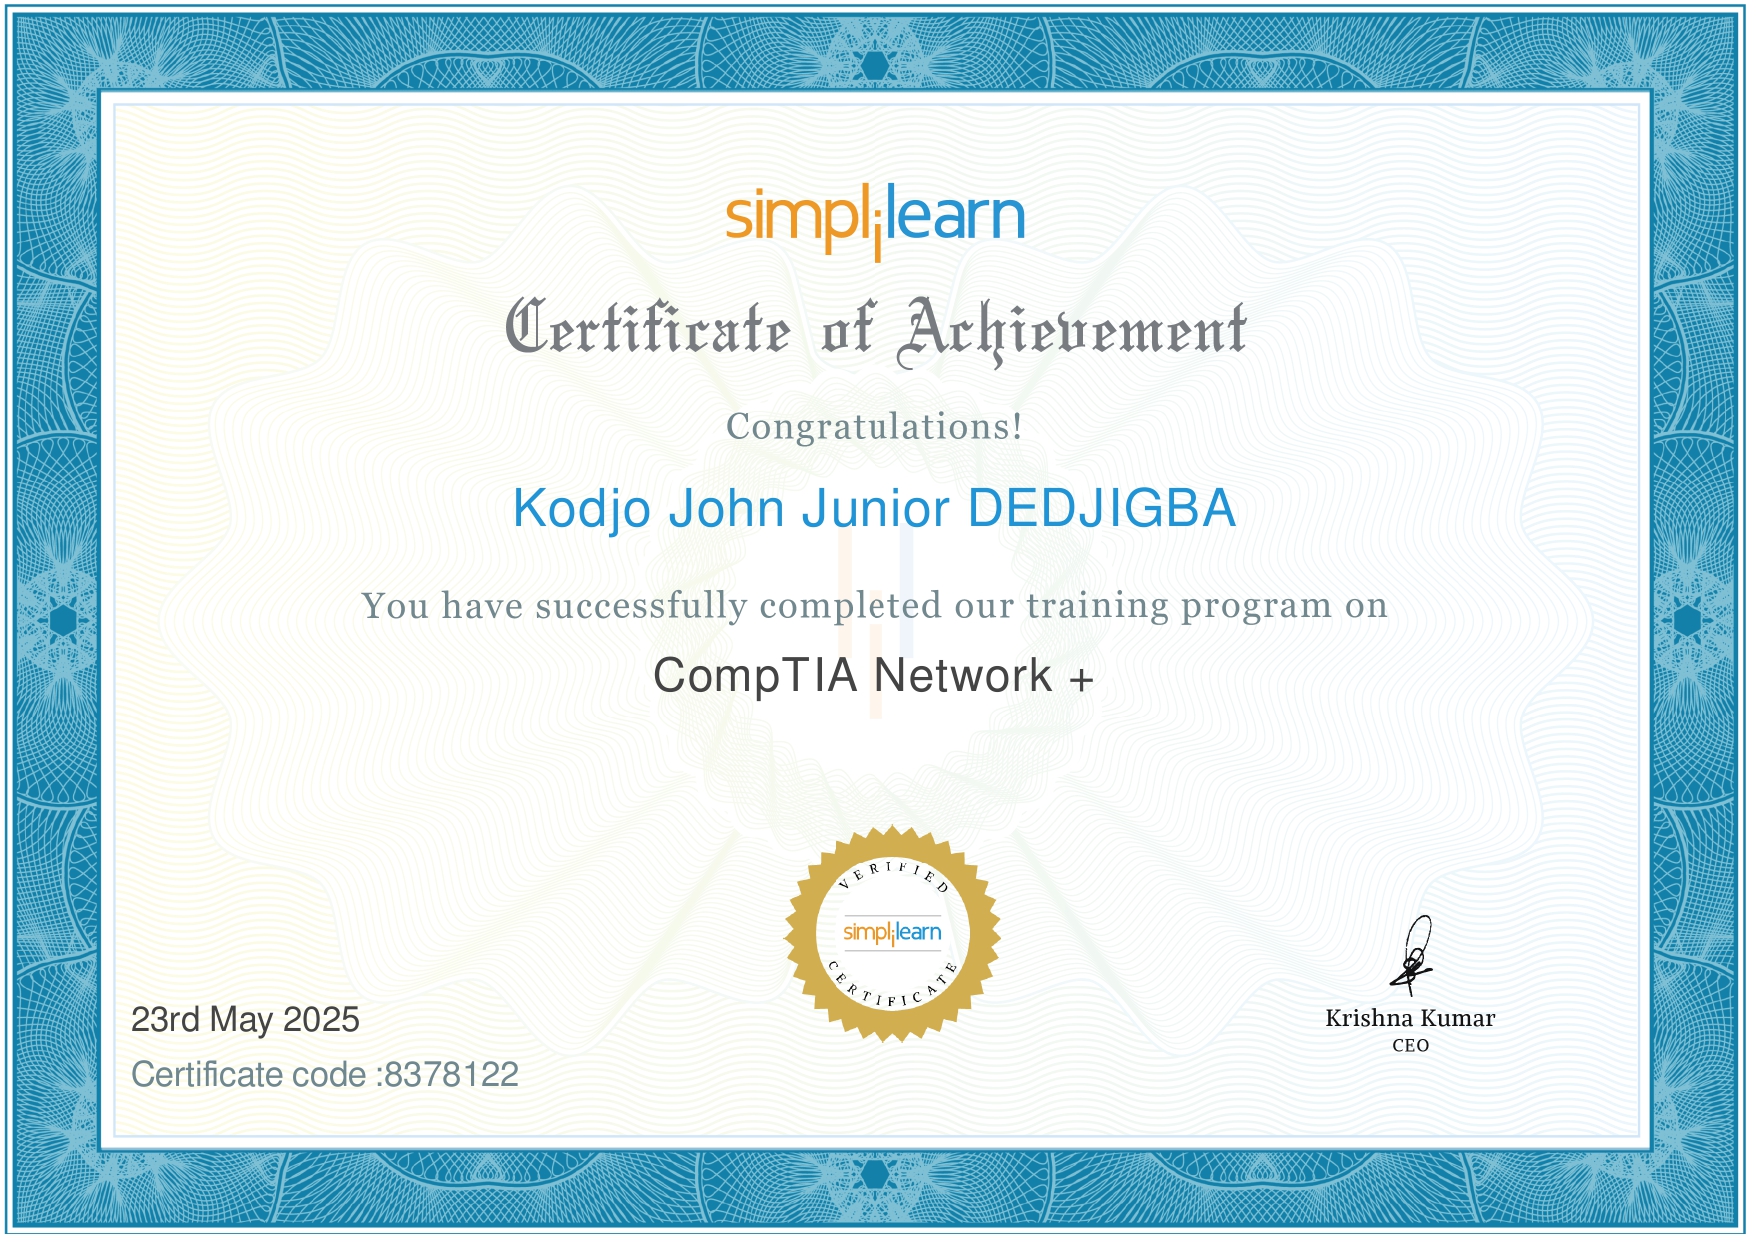 simplilearn
Certificate of Achievement
Congratulations!
Kodjo John Junior DEDJIGBA
You have successfully completed our training program on
CompTIA Network +
VERIFIED
simplilearn
CERTIFICATE
23rd May 2025
Certificate code :8378122
Krishna Kumar
CEO